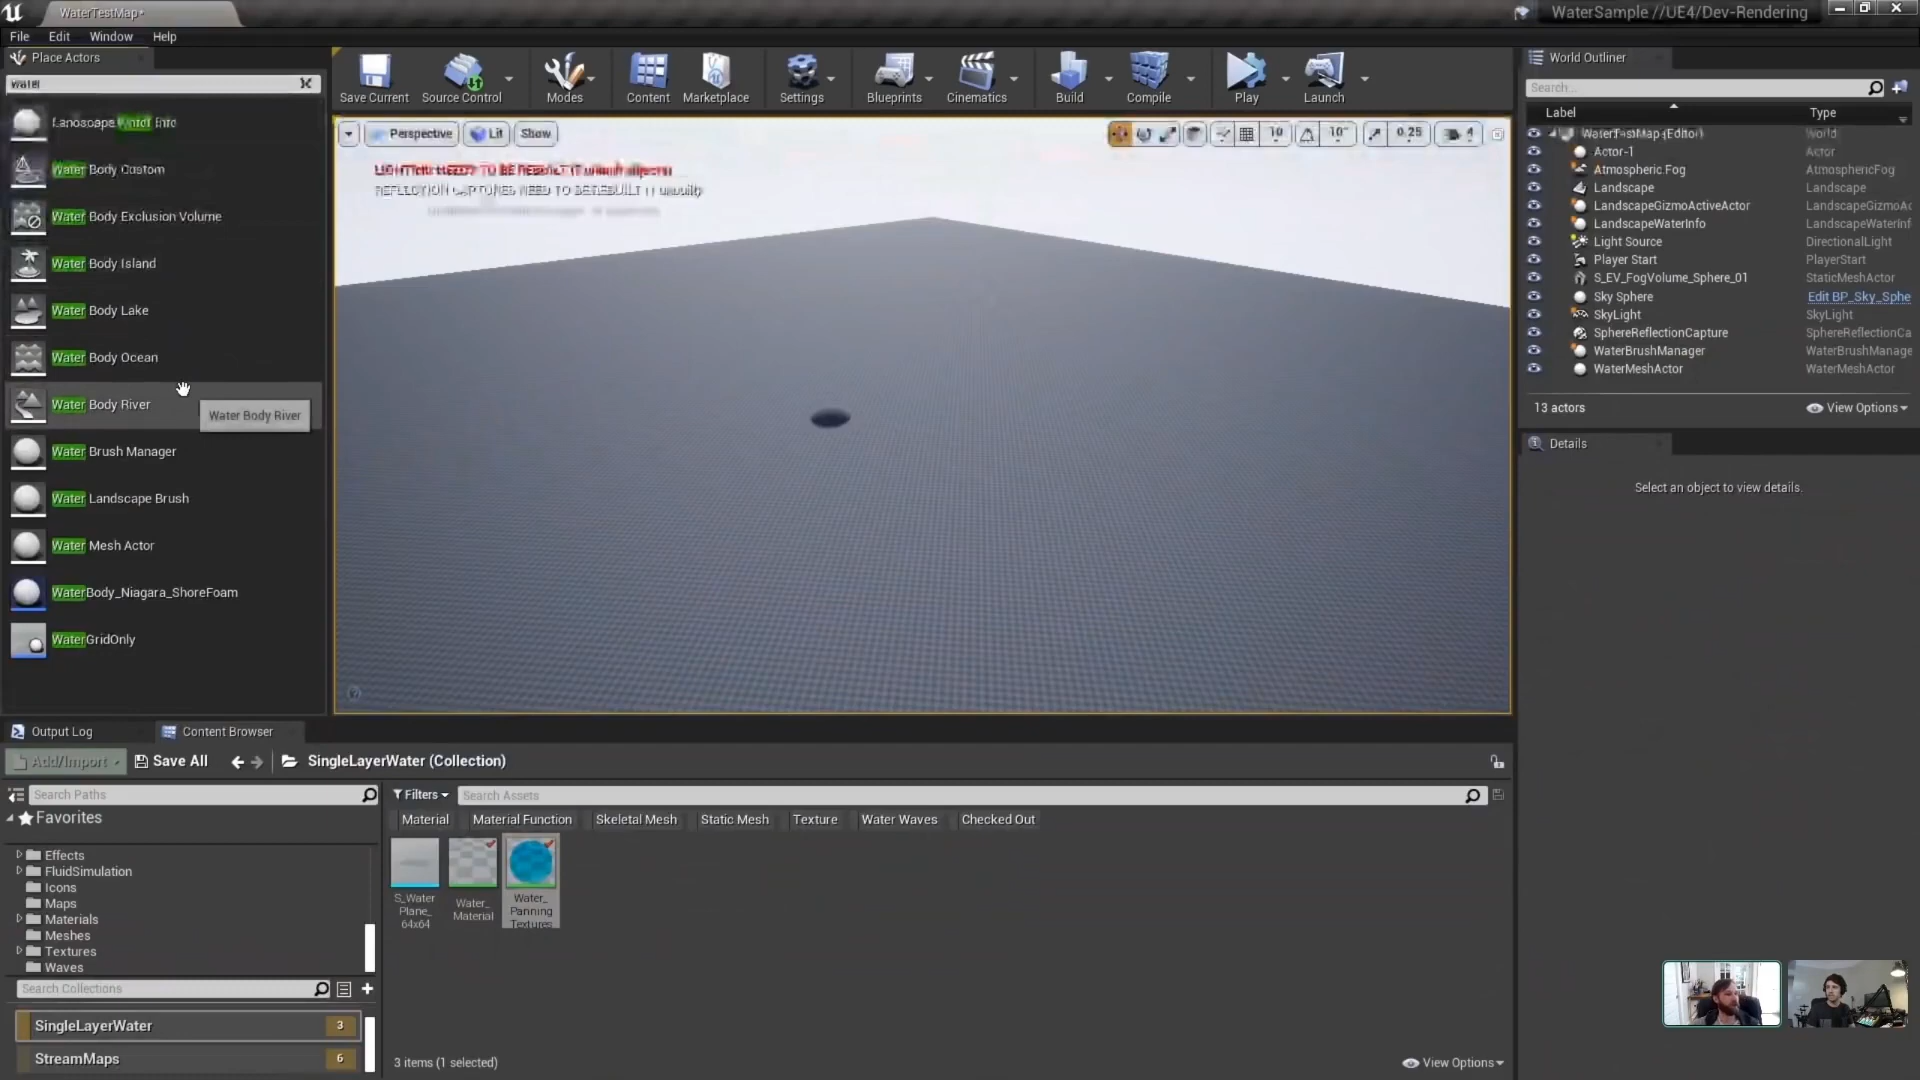 WaterTestMap*
WaterSample //UE4/Dev-Rendering
File Edit Window Help
Place Actors
water
Landscape Water Info
Water Body Custom
Water Body Exclusion Volume
Water Body Island
Water Body Lake
Water Body Ocean
Water Body River
Water Body River
Water Brush Manager
Water Landscape Brush
Water Mesh Actor
WaterBody_Niagara_ShoreFoam
WaterGridOnly
Save Current Source Control Modes Content Marketplace Settings Blueprints Cinematics Build Compile Play Launch
Perspective Lit Show
10 10° 0.25 4
REFLECTION CAPTURES NEED TO BE REBUILT (1 unbuilt)
World Outliner
Search...
Label Type
WaterTestMap (Editor) World
Actor-1 Actor
Atmospheric Fog AtmosphericFog
Landscape Landscape
LandscapeGizmoActiveActor LandscapeGizmoAc
LandscapeWaterInfo LandscapeWaterInf
Light Source DirectionalLight
Player Start PlayerStart
S_EV_FogVolume_Sphere_01 StaticMeshActor
Sky Sphere Edit BP_Sky_Sphe
SkyLight SkyLight
SphereReflectionCapture SphereReflectionCa
WaterBrushManager WaterBrushManage
WaterMeshActor WaterMeshActor
13 actors View Options
Details
Select an object to view details.
Output Log Content Browser
Add/Import Save All SingleLayerWater (Collection)
Search Paths
Favorites
Effects
FluidSimulation
Icons
Maps
Materials
Meshes
Textures
Waves
Search Collections
SingleLayerWater 3
StreamMaps 6
Filters Search Assets
Material Material Function Skeletal Mesh Static Mesh Texture Water Waves Checked Out
S_Water
Plane_
64x64
Water_
Material
Water_
Panning
Textures
3 items (1 selected) View Options